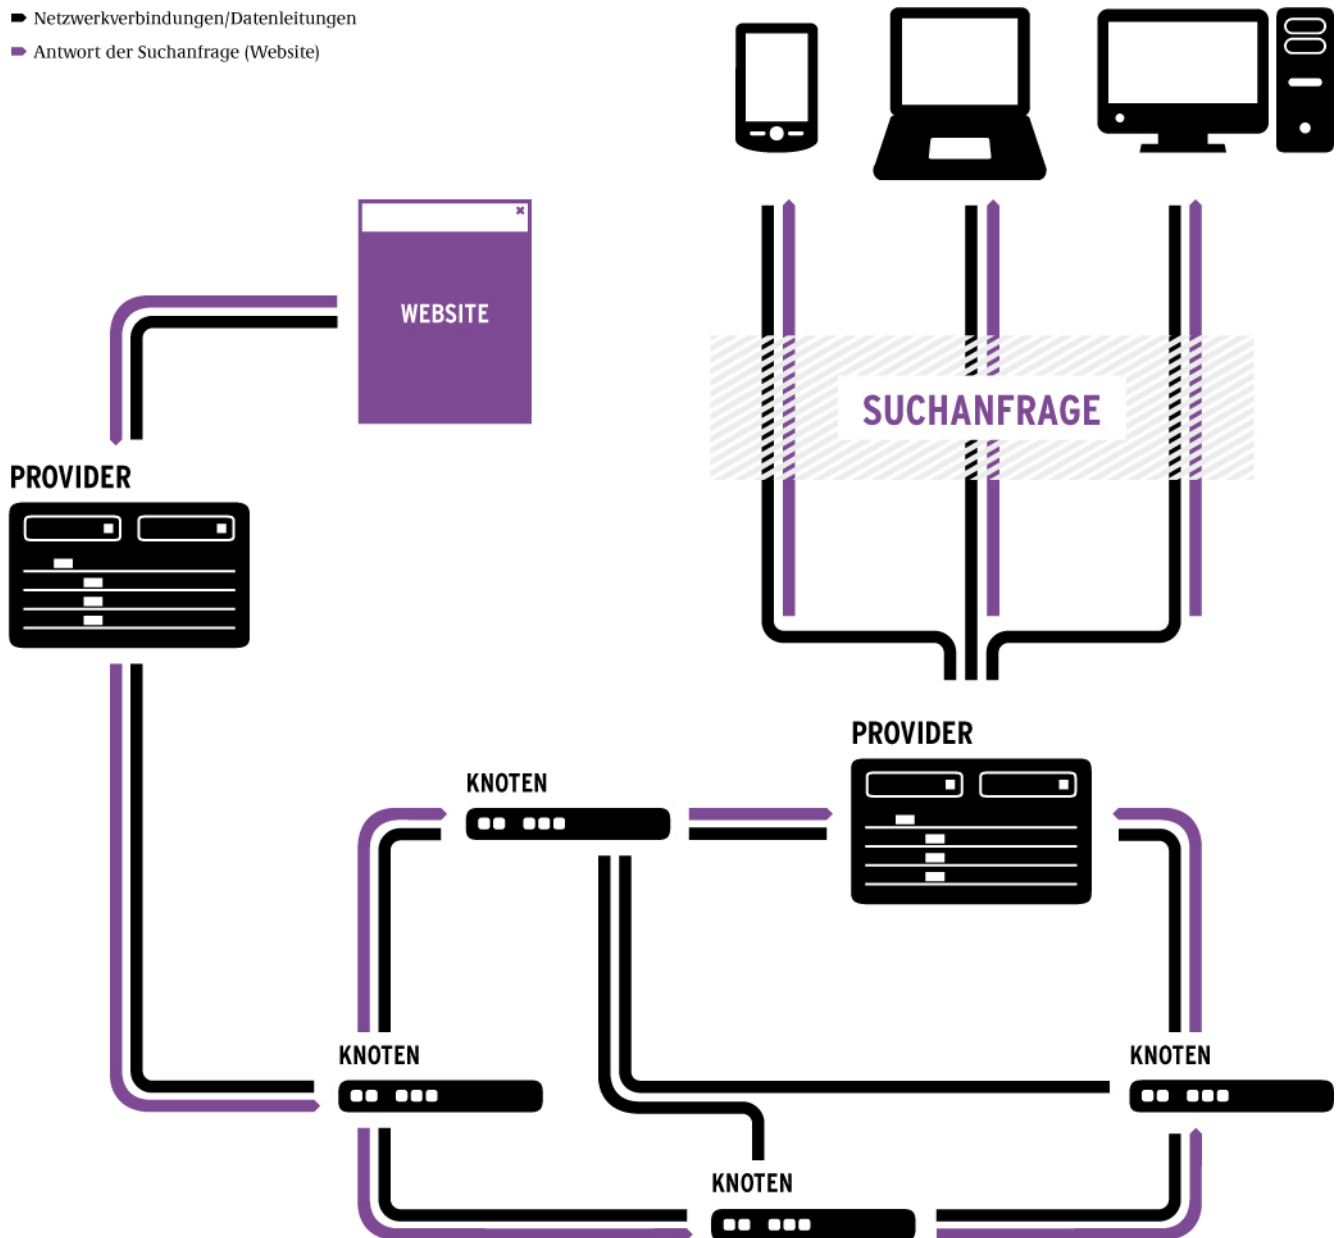 Netzwerkverbindungen/Datenleitungen
Antwort der Suchanfrage (Website)
WEBSITE
SUCHANFRAGE
PROVIDER
PROVIDER
KNOTEN
KNOTEN
KNOTEN
KNOTEN